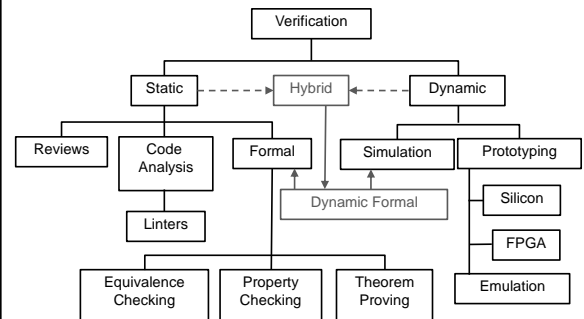 Verification
Static
Hybrid
Dynamic
Reviews
Code
Analysis
Formal
Simulation
Prototyping
Dynamic Formal
Linters
Silicon
FPGA
Equivalence
Checking
Property
Checking
Theorem
Proving
Emulation